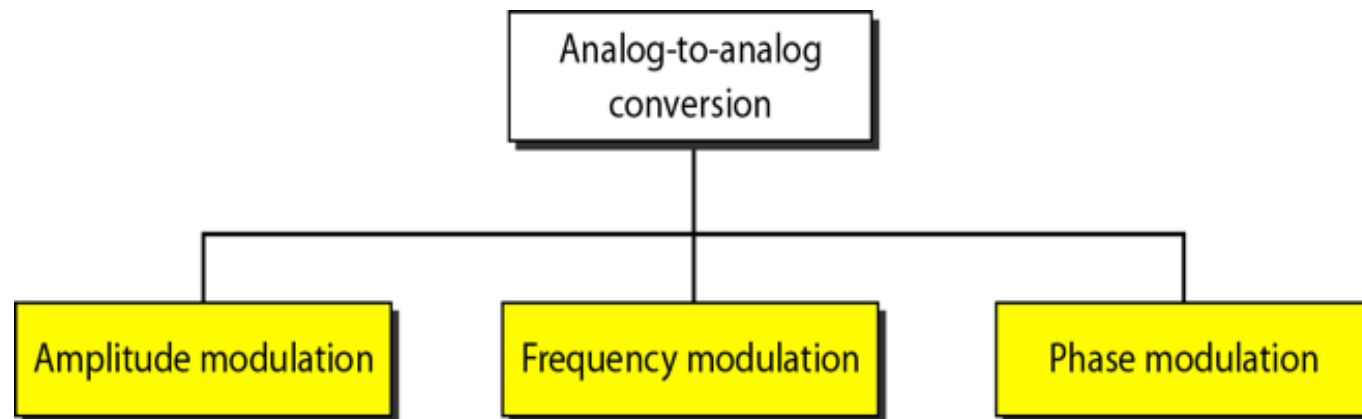 Analog-to-analog
conversion
Amplitude modulation
Frequency modulation
Phase modulation